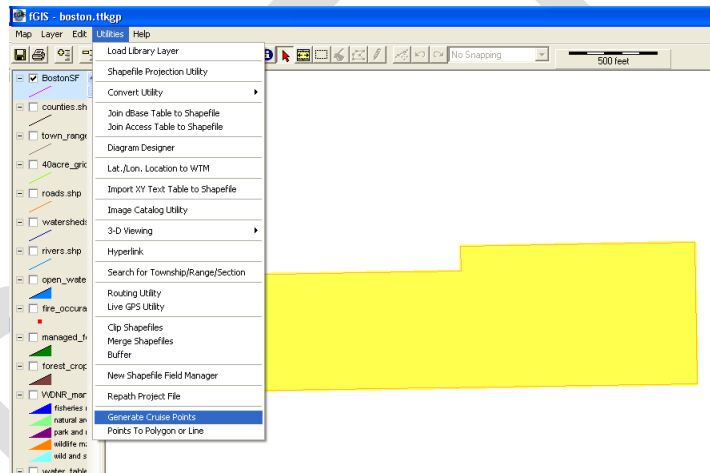 fGIS - boston.ttkgp
Map Layer Edit Utilities Help
No Snapping
500 feet
Load Library Layer
Shapefile Projection Utility
Convert Utility
Join dBase Table to Shapefile
Join Access Table to Shapefile
Diagram Designer
Lat./Lon. Location to WTM
Import XY Text Table to Shapefile
Image Catalog Utility
3-D Viewing
Hyperlink
Search for Township/Range/Section
Routing Utility
Live GPS Utility
Clip Shapefiles
Merge Shapefiles
Buffer
New Shapefile Field Manager
Repath Project File
Generate Cruise Points
Points To Polygon or Line
BostonSF
counties.sh
town_range
40acre_gric
roads.shp
watersheds
rivers.shp
open_wate
fire_occura
managed_f
forest_crop
WDNR_mar
fisheries
natural ar
park and
wildlife m
wild and s
water_table